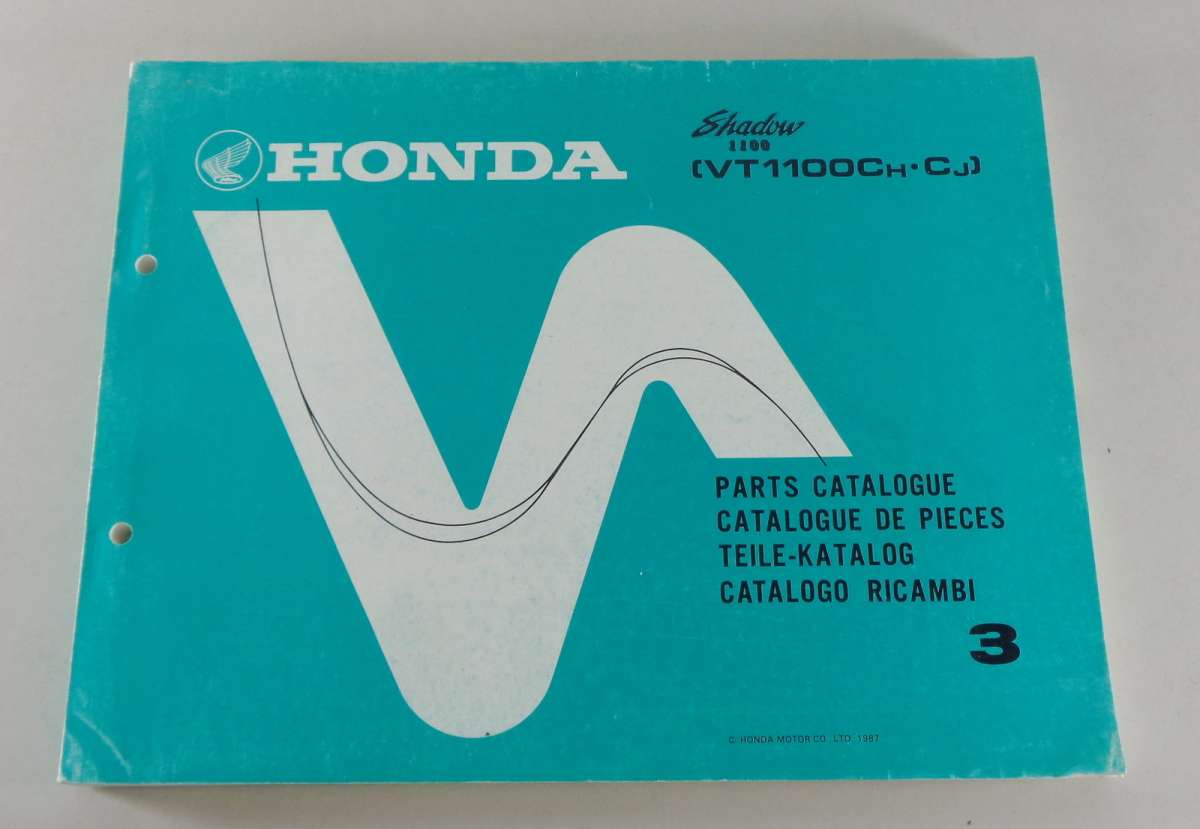 HONDA
Shadow
1100
(VT1100CH·CJ)
PARTS CATALOGUE
CATALOGUE DE PIECES
TEILE-KATALOG
CATALOGO RICAMBI
3
C. HONDA MOTOR CO. LTD. 1987